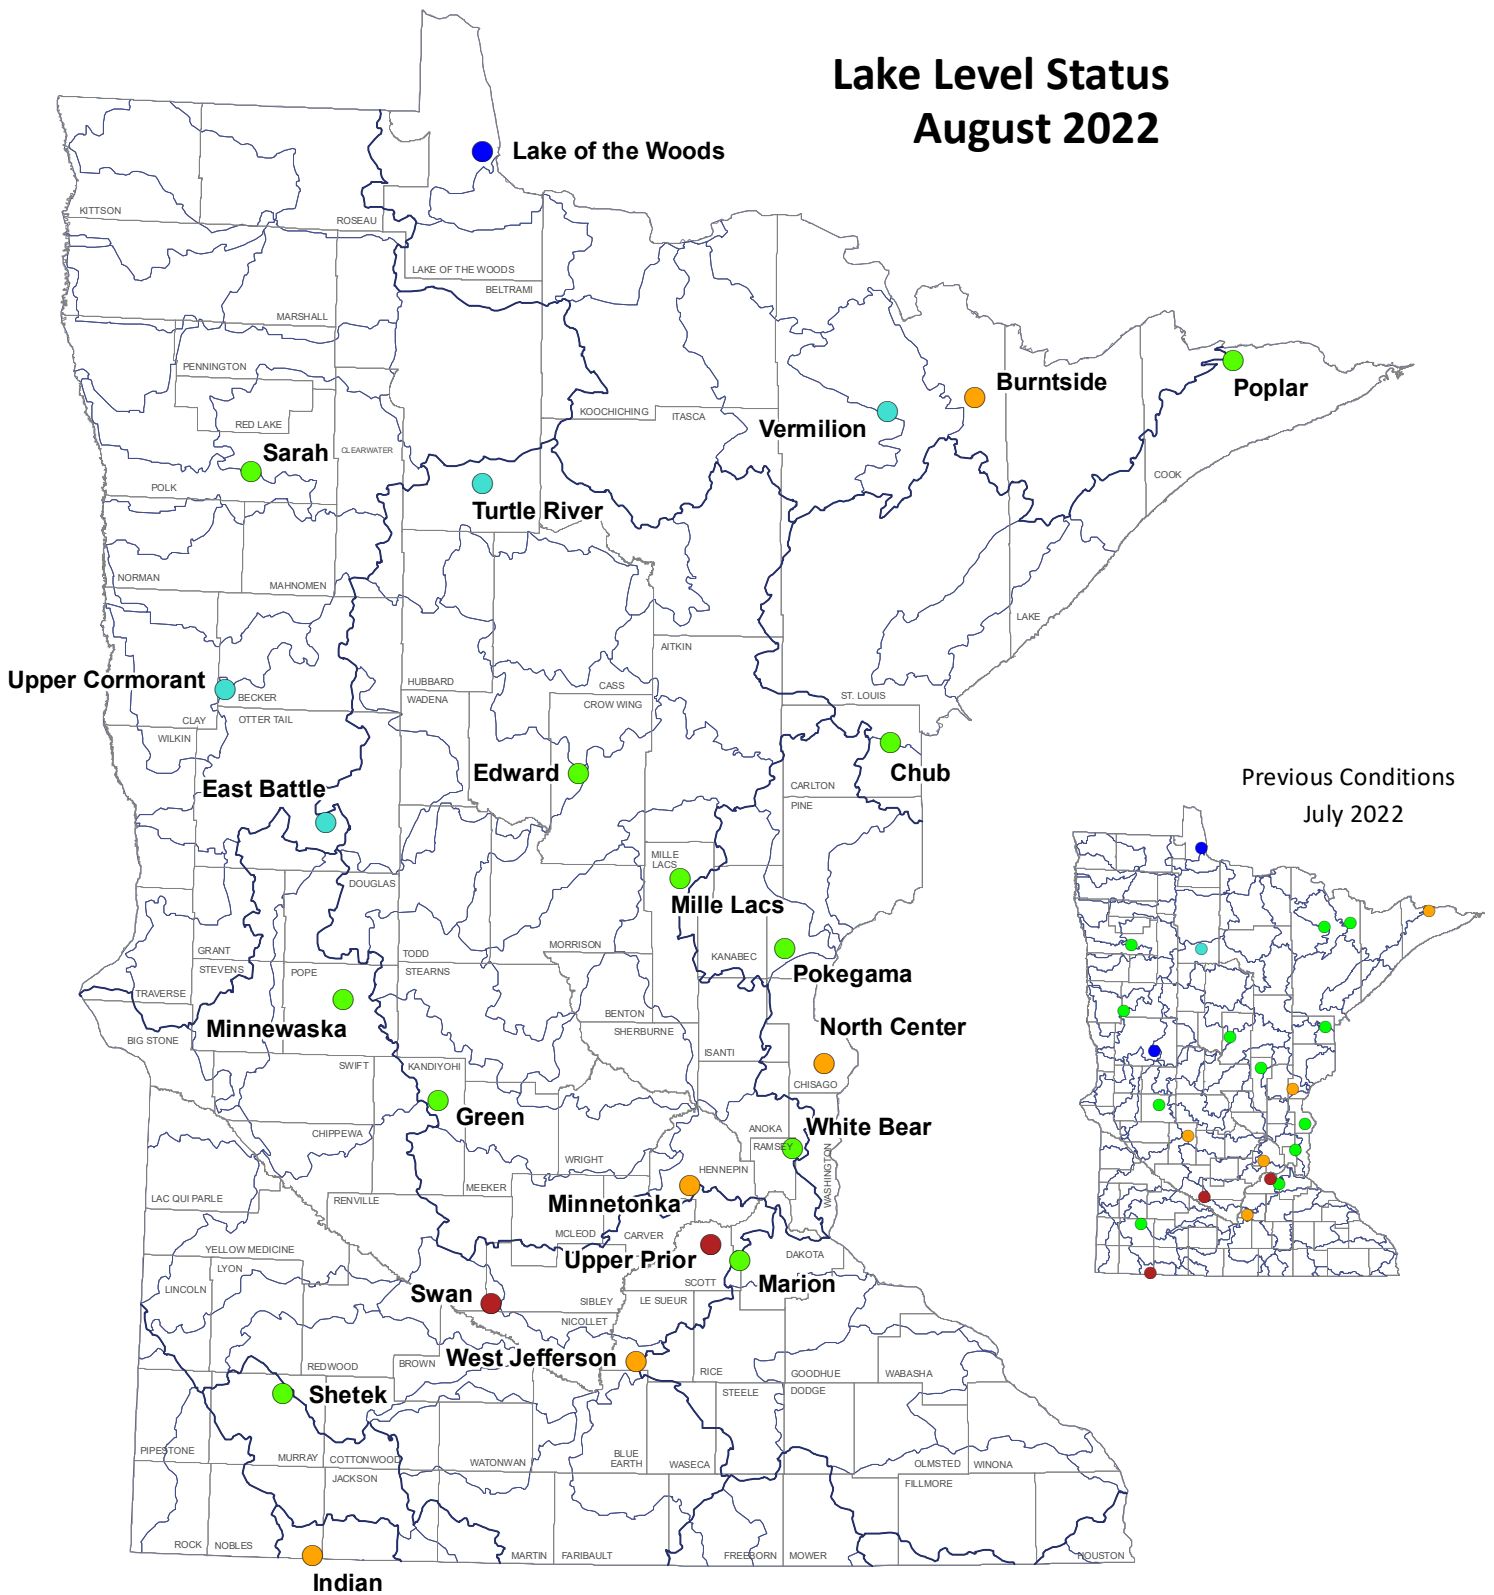 Lake Level Status
August 2022
Lake of the Woods
KITTSON
ROSEAU
LAKE OF THE WOODS
BELTRAMI
MARSHALL
PENNINGTON
Burntside
Poplar
RED LAKE
KOOCHICHING
ITASCA
Vermilion
Sarah
CLEARWATER
COOK
POLK
Turtle River
NORMAN
MAHNOMEN
LAKE
AITKIN
Upper Cormorant
HUBBARD
CASS
BECKER
WADENA
CROW WING
ST. LOUIS
CLAY
OTTER TAIL
WILKIN
Edward
Chub
East Battle
CARLTON
PINE
Previous Conditions
July 2022
MILLE
LACS
DOUGLAS
Mille Lacs
GRANT
TODD
MORRISON
KANABEC
Pokegama
STEVENS
POPE
STEARNS
TRAVERSE
Minnewaska
BENTON
North Center
BIG STONE
SHERBURNE
ISANTI
SWIFT
KANDIYOHI
CHISAGO
Green
ANOKA
White Bear
CHIPPEWA
RAMSEY
WRIGHT
HENNEPIN
WASHINGTON
LAC QUI PARLE
RENVILLE
MEEKER
Minnetonka
MCLEOD
CARVER
YELLOW MEDICINE
Upper Prior
DAKOTA
LYON
SCOTT
Marion
LINCOLN
Swan
SIBLEY
LE SUEUR
NICOLLET
REDWOOD
BROWN
West Jefferson
RICE
GOODHUE
WABASHA
Shetek
STEELE
DODGE
PIPESTONE
MURRAY
COTTONWOOD
WATONWAN
BLUE
EARTH
WASECA
OLMSTED
WINONA
JACKSON
FILLMORE
ROCK
NOBLES
MARTIN
FARIBAULT
FREEBORN
MOWER
HOUSTON
Indian